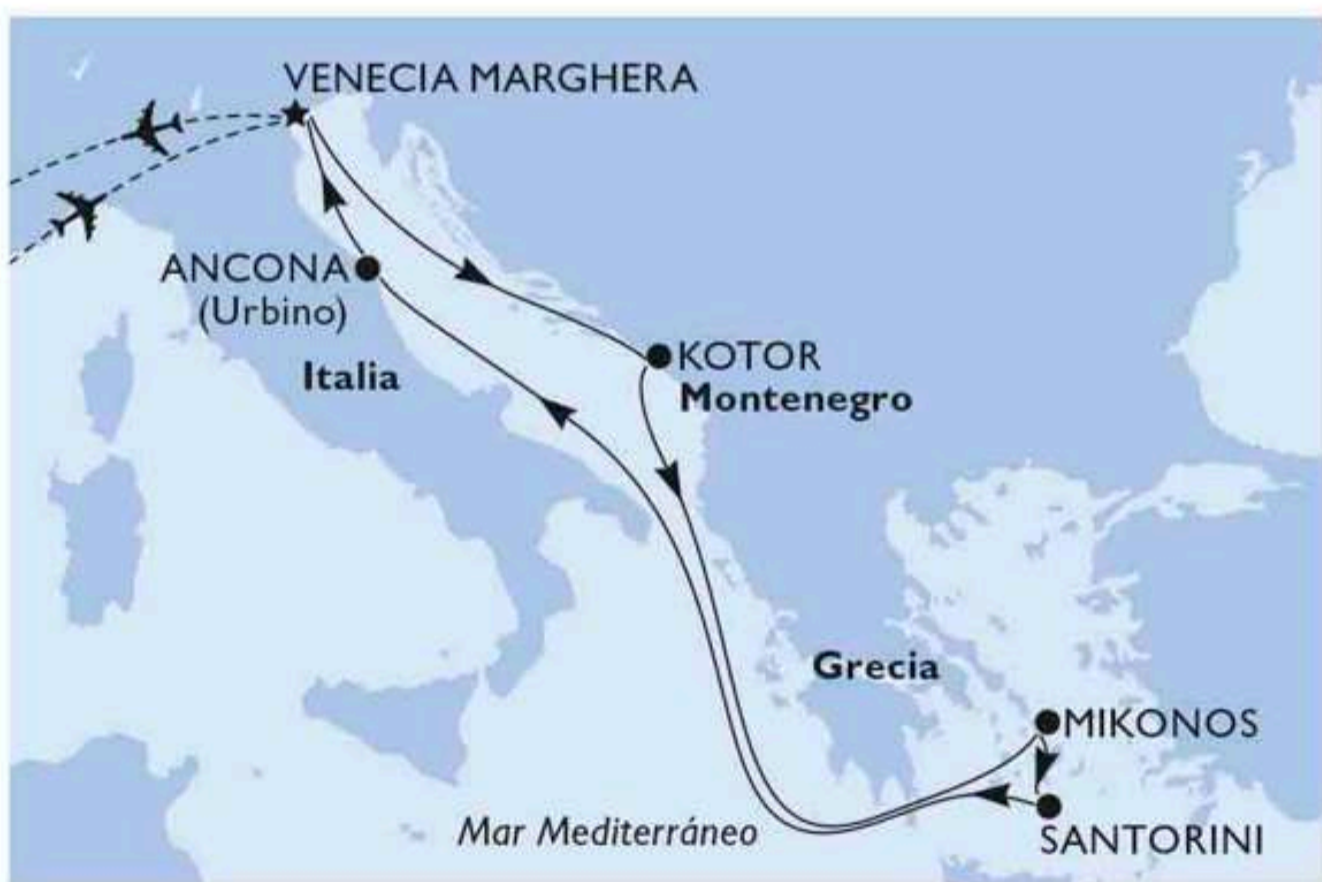 VENECIA MARGHERA
ANCONA
(Urbino)
Italia
KOTOR
Montenegro
Grecia
MIKONOS
Mar Mediterráneo
SANTORINI